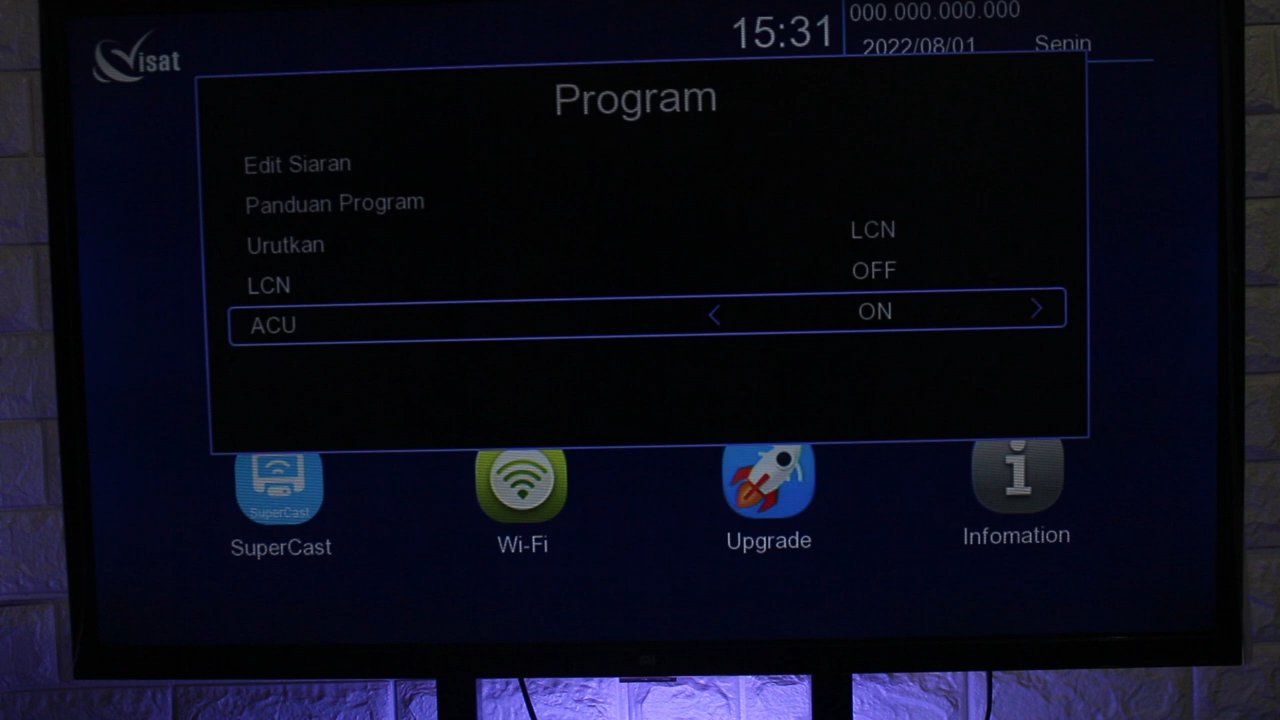 Visat
15:31
000.000.000.000
2022/08/01 Senin
Program
Edit Siaran
Panduan Program
Urutkan LCN
LCN OFF
ACU ON
SuperCast
SuperCast
Wi-Fi
Upgrade
Infomation